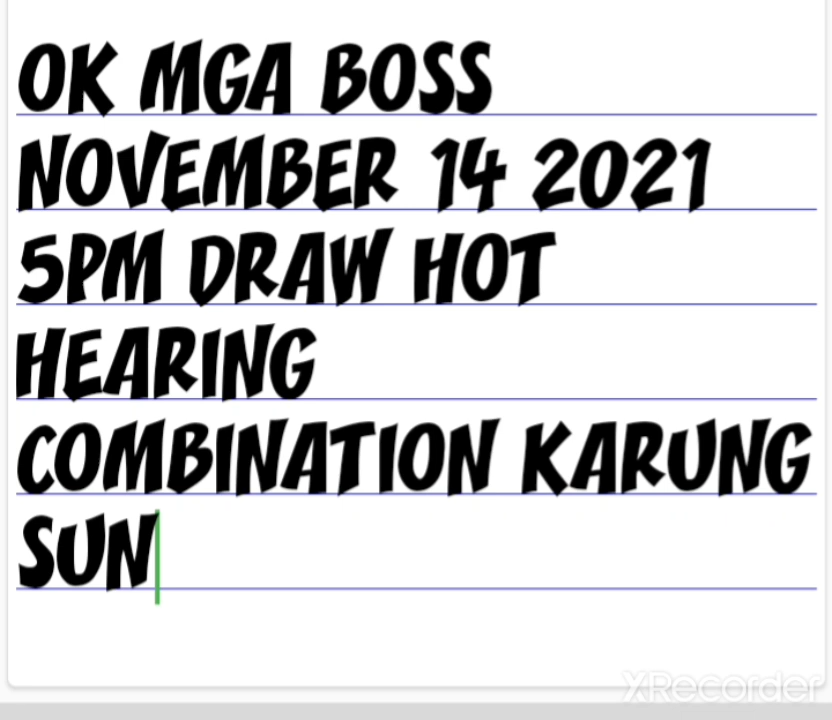 OK MGA BOSS
NOVEMBER 14 2021
5PM DRAW HOT
HEARING
COMBINATION KARUNG
SUN
XRecorder